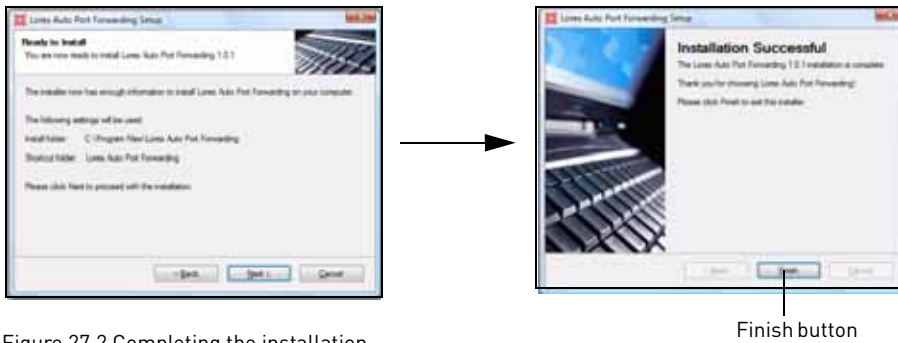 Lorex Auto Port Forwarding Setup
Ready to Install
You are now ready to install Lorex Auto Port Forwarding 1.0.1
The installer now has enough information to install Lorex Auto Port Forwarding on your computer.
The following settings will be used:
Install folder: C:\Program Files\Lorex Auto Port Forwarding
Shortcut folder: Lorex Auto Port Forwarding
Please click Next to proceed with the installation.
< Back
Next >
Cancel
Lorex Auto Port Forwarding Setup
Installation Successful
The Lorex Auto Port Forwarding 1.0.1 installation is complete.
Thank you for choosing Lorex Auto Port Forwarding!
Please click Finish to exit this installer.
< Back
Finish
Cancel
Finish button
Figure 27.2 Completing the installation